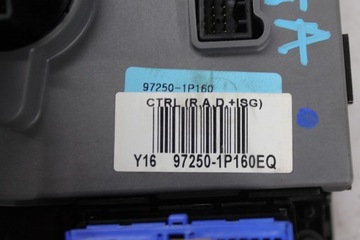 97250-1P160
CTRL (R,A,D,+ISG)
Y16 97250-1P160EQ